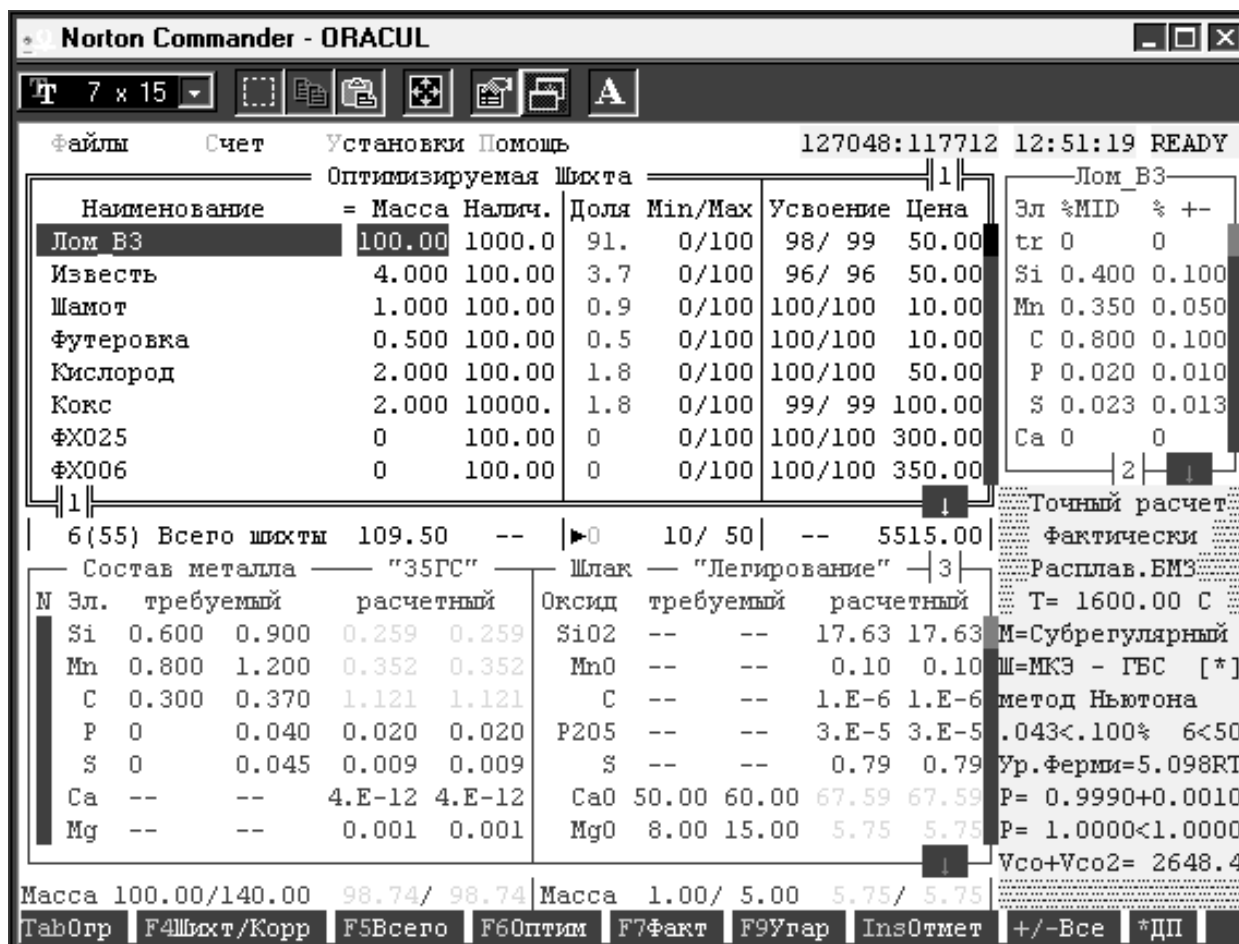 Norton Commander - ORACUL
7 x 15
A
Файлы Счет Установки Помощь 127048:117712 12:51:19 READY
Оптимизируемая Шихта 1 Лом_В3
Наименование = Масса Налич. Доля Min/Max Усвоение Цена Эл %MID % +-
Лом_В3 100.00 1000.0 91. 0/100 98/ 99 50.00 tr 0 0
Известь 4.000 100.00 3.7 0/100 96/ 96 50.00 Si 0.400 0.100
Шамот 1.000 100.00 0.9 0/100 100/100 10.00 Mn 0.350 0.050
Футеровка 0.500 100.00 0.5 0/100 100/100 10.00 C 0.800 0.100
Кислород 2.000 100.00 1.8 0/100 100/100 50.00 P 0.020 0.010
Кокс 2.000 10000. 1.8 0/100 99/ 99 100.00 S 0.023 0.013
ФХ025 0 100.00 0 0/100 100/100 300.00 Ca 0 0
ФХ006 0 100.00 0 0/100 100/100 350.00 2 ↓
1 ↓ Точный расчет
6(55) Всего шихты 109.50 -- ►0 10/ 50 -- 5515.00 Фактически
Состав металла "35ГС" Шлак "Легирование" 3 Расплав.БМЗ
N Эл. требуемый расчетный Оксид требуемый расчетный T= 1600.00 C
Si 0.600 0.900 0.259 0.259 SiO2 -- -- 17.63 17.63 М=Субрегулярный
Mn 0.800 1.200 0.352 0.352 MnO -- -- 0.10 0.10 Ш=МКЭ - ГБС [*]
C 0.300 0.370 1.121 1.121 C -- -- 1.E-6 1.E-6 метод Ньютона
P 0 0.040 0.020 0.020 P2O5 -- -- 3.E-5 3.E-5 .043<.100% 6<50
S 0 0.045 0.009 0.009 S -- -- 0.79 0.79 Ур.Ферми=5.098RT
Ca -- -- 4.E-12 4.E-12 CaO 50.00 60.00 67.59 67.59 P= 0.9990+0.0010
Mg -- -- 0.001 0.001 MgO 8.00 15.00 5.75 5.75 P= 1.0000<1.0000
↓ Vco+Vco2= 2648.4
Масса 100.00/140.00 98.74/ 98.74 Масса 1.00/ 5.00 5.75/ 5.75
TabОгр F4Шихт/Корр F5Всего F6Оптим F7Факт F9Угар InsОтмет +/-Все *ДП